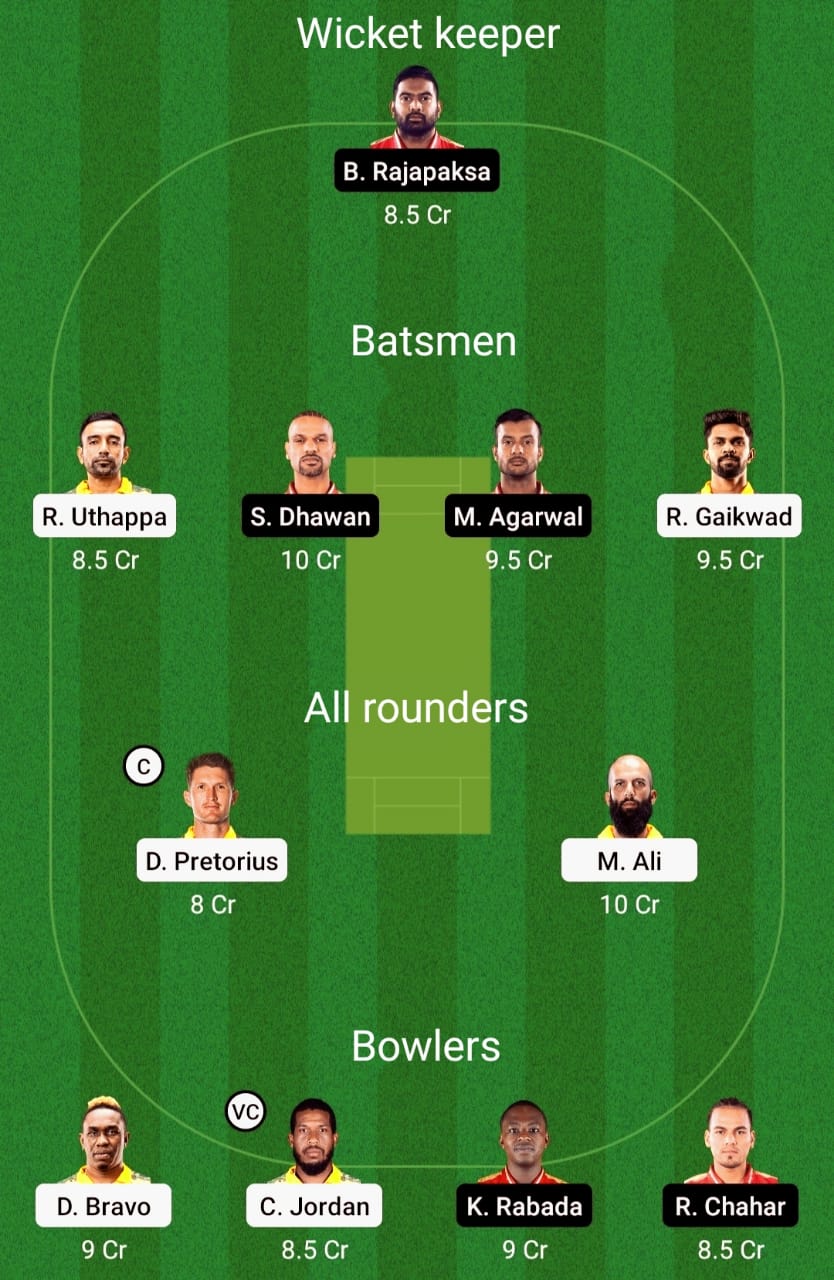 Wicket keeper
B. Rajapaksa
8.5 Cr
Batsmen
R. Uthappa
S. Dhawan
M. Agarwal
R. Gaikwad
8.5 Cr
10 Cr
9.5 Cr
9.5 Cr
All rounders
C
D. Pretorius
M. Ali
8 Cr
10 Cr
Bowlers
VC
D. Bravo
C. Jordan
K. Rabada
R. Chahar
9 Cr
8.5 Cr
9 Cr
8.5 Cr